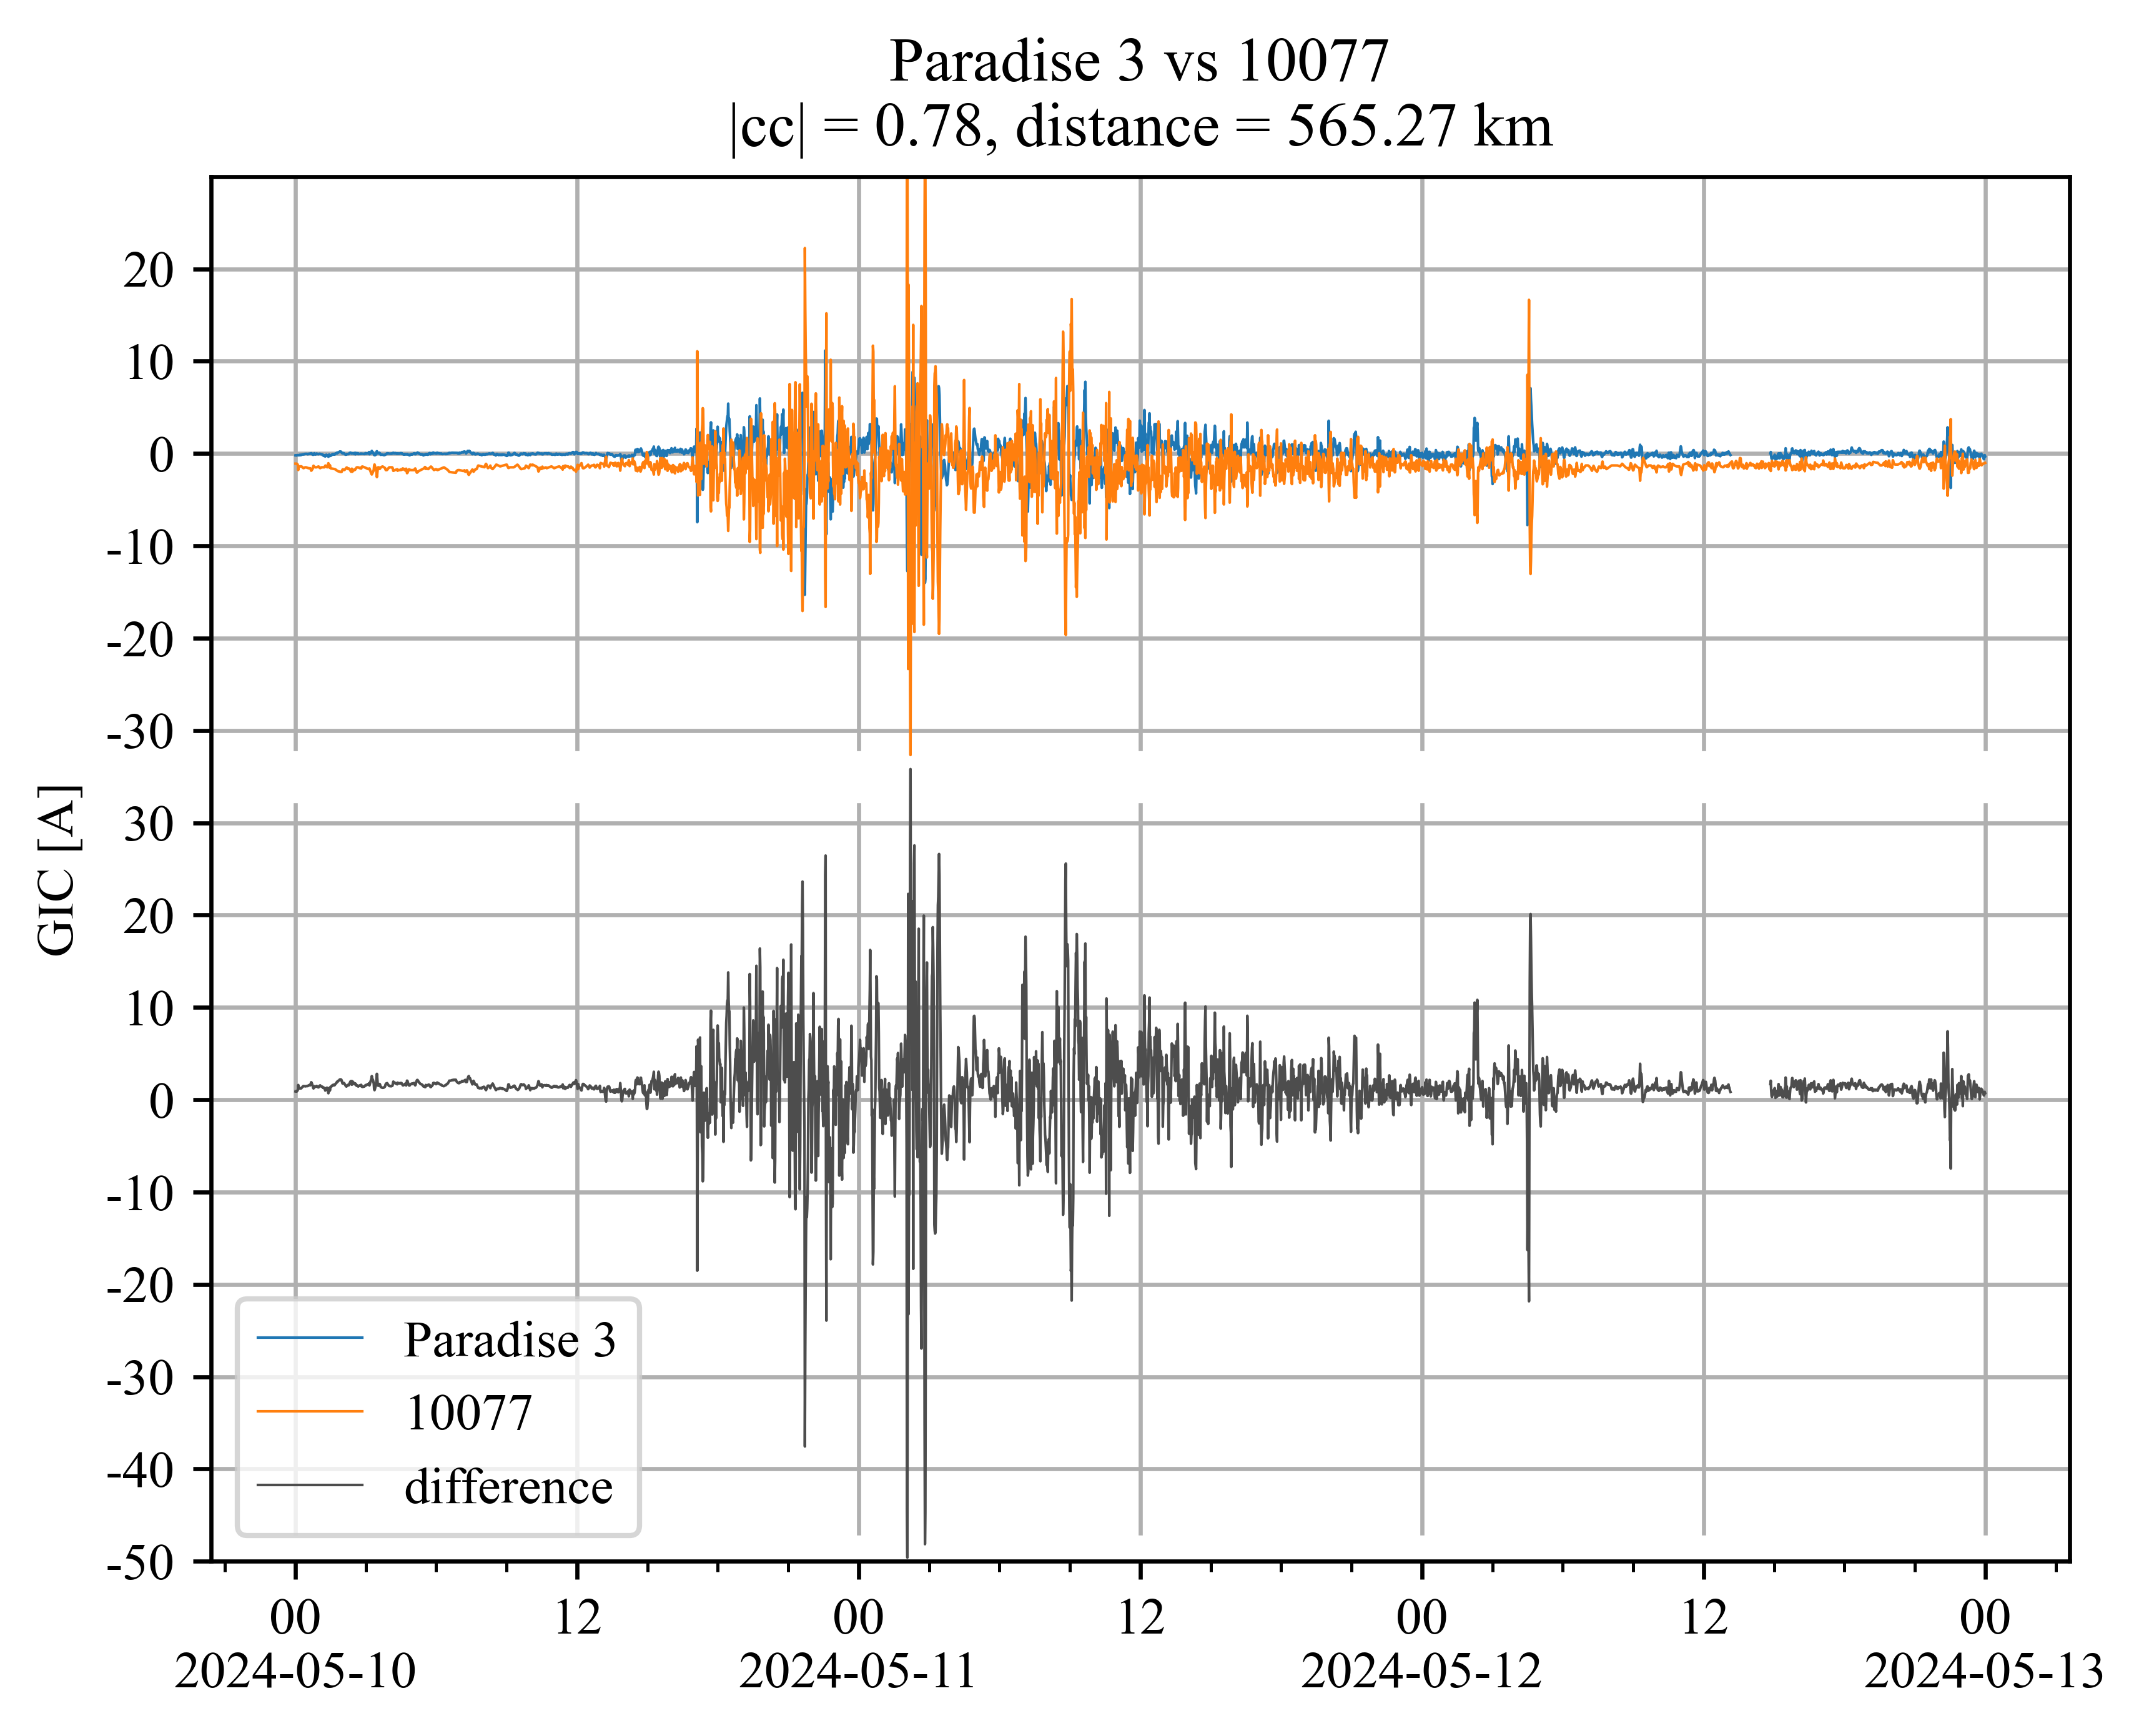 Paradise 3 vs 10077
|cc| = 0.78, distance = 565.27 km
GIC [A]
20
10
0
-10
-20
-30
30
20
10
0
-10
-20
-30
-40
-50
Paradise 3
10077
difference
00 12 00 12 00 12 00
2024-05-10 2024-05-11 2024-05-12 2024-05-13